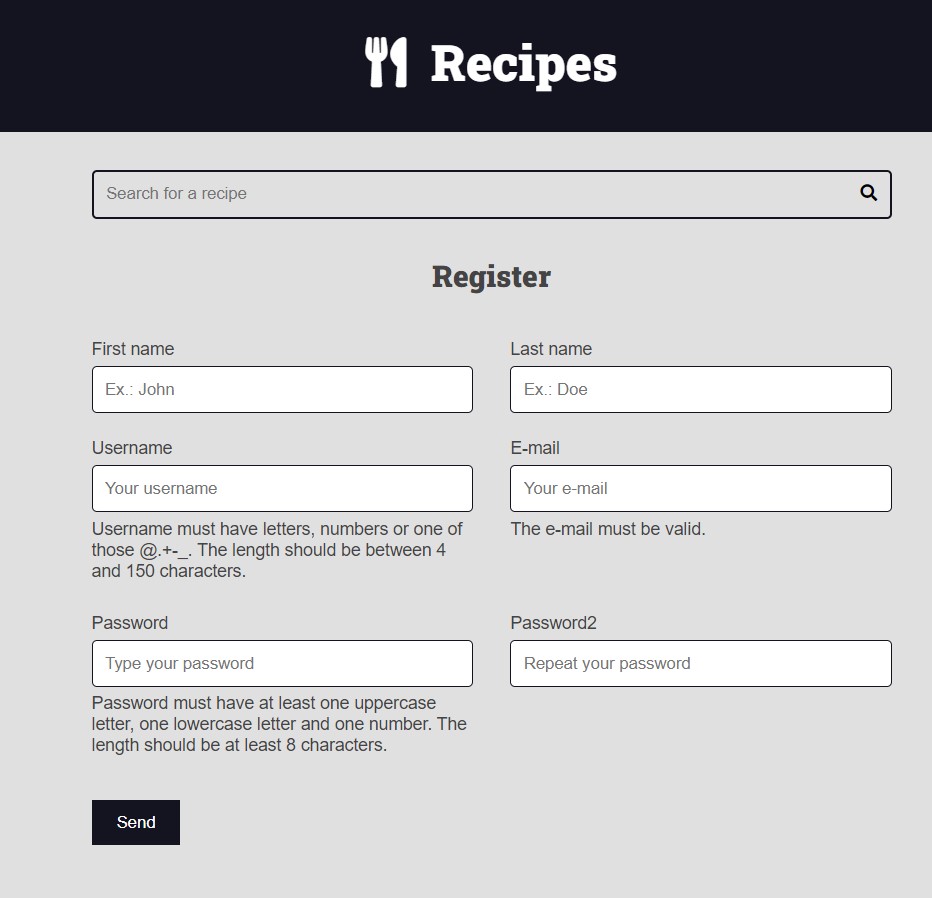 Recipes
Search for a recipe
Register
First name
Last name
Ex.: John
Ex.: Doe
Username
E-mail
Your username
Your e-mail
Username must have letters, numbers or one of
those @.+-_. The length should be between 4
and 150 characters.
The e-mail must be valid.
Password
Password2
Type your password
Repeat your password
Password must have at least one uppercase
letter, one lowercase letter and one number. The
length should be at least 8 characters.
Send